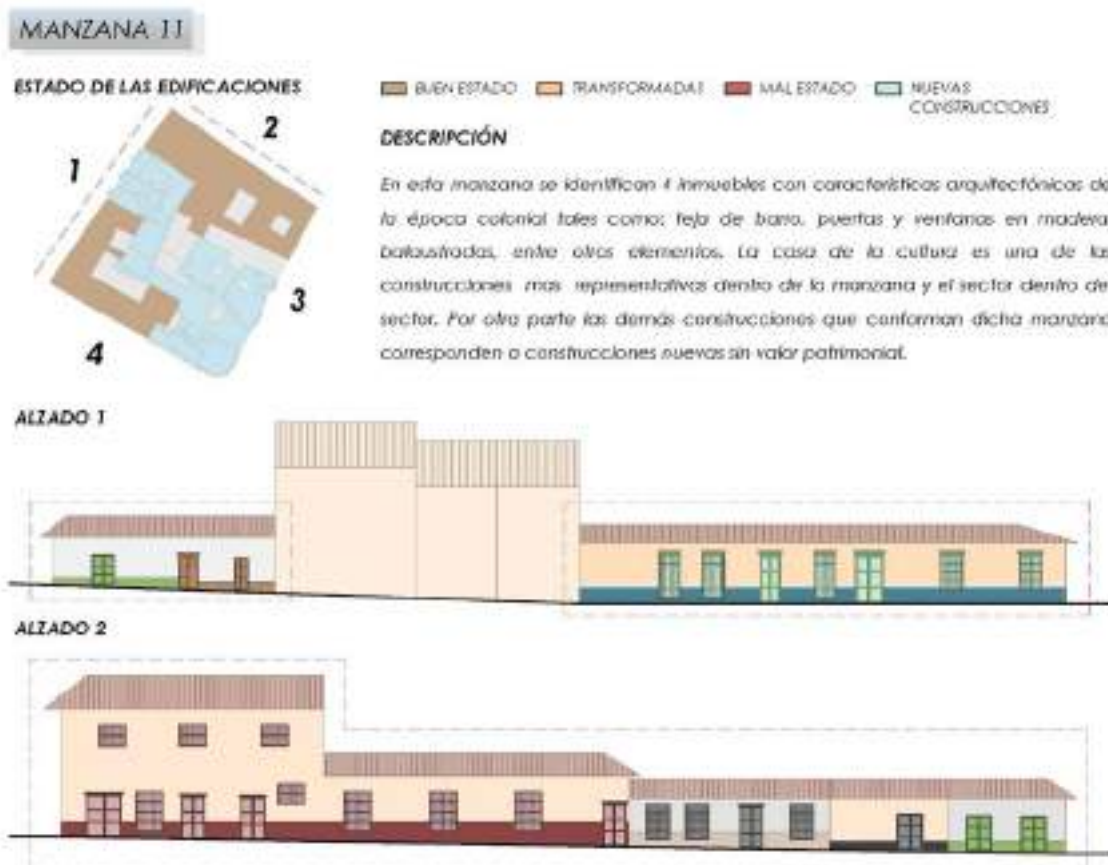 MANZANA 11
ESTADO DE LAS EDIFICACIONES
BUEN ESTADO
TRANSFORMADAS
MAL ESTADO
NUEVAS
CONSTRUCCIONES
1
2
3
4
DESCRIPCIÓN
En esta manzana se identifican 4 inmuebles con características arquitectónicas de
la época colonial tales como: teja de barro, puertas y ventanas en madera
balaustradas, entre otros elementos. La casa de la cultura es una de las
construcciones mas representativas dentro de la manzana y el sector dentro del
sector. Por otra parte las demás construcciones que conforman dicha manzana
corresponden a construcciones nuevas sin valor patrimonial.
ALZADO 1
ALZADO 2